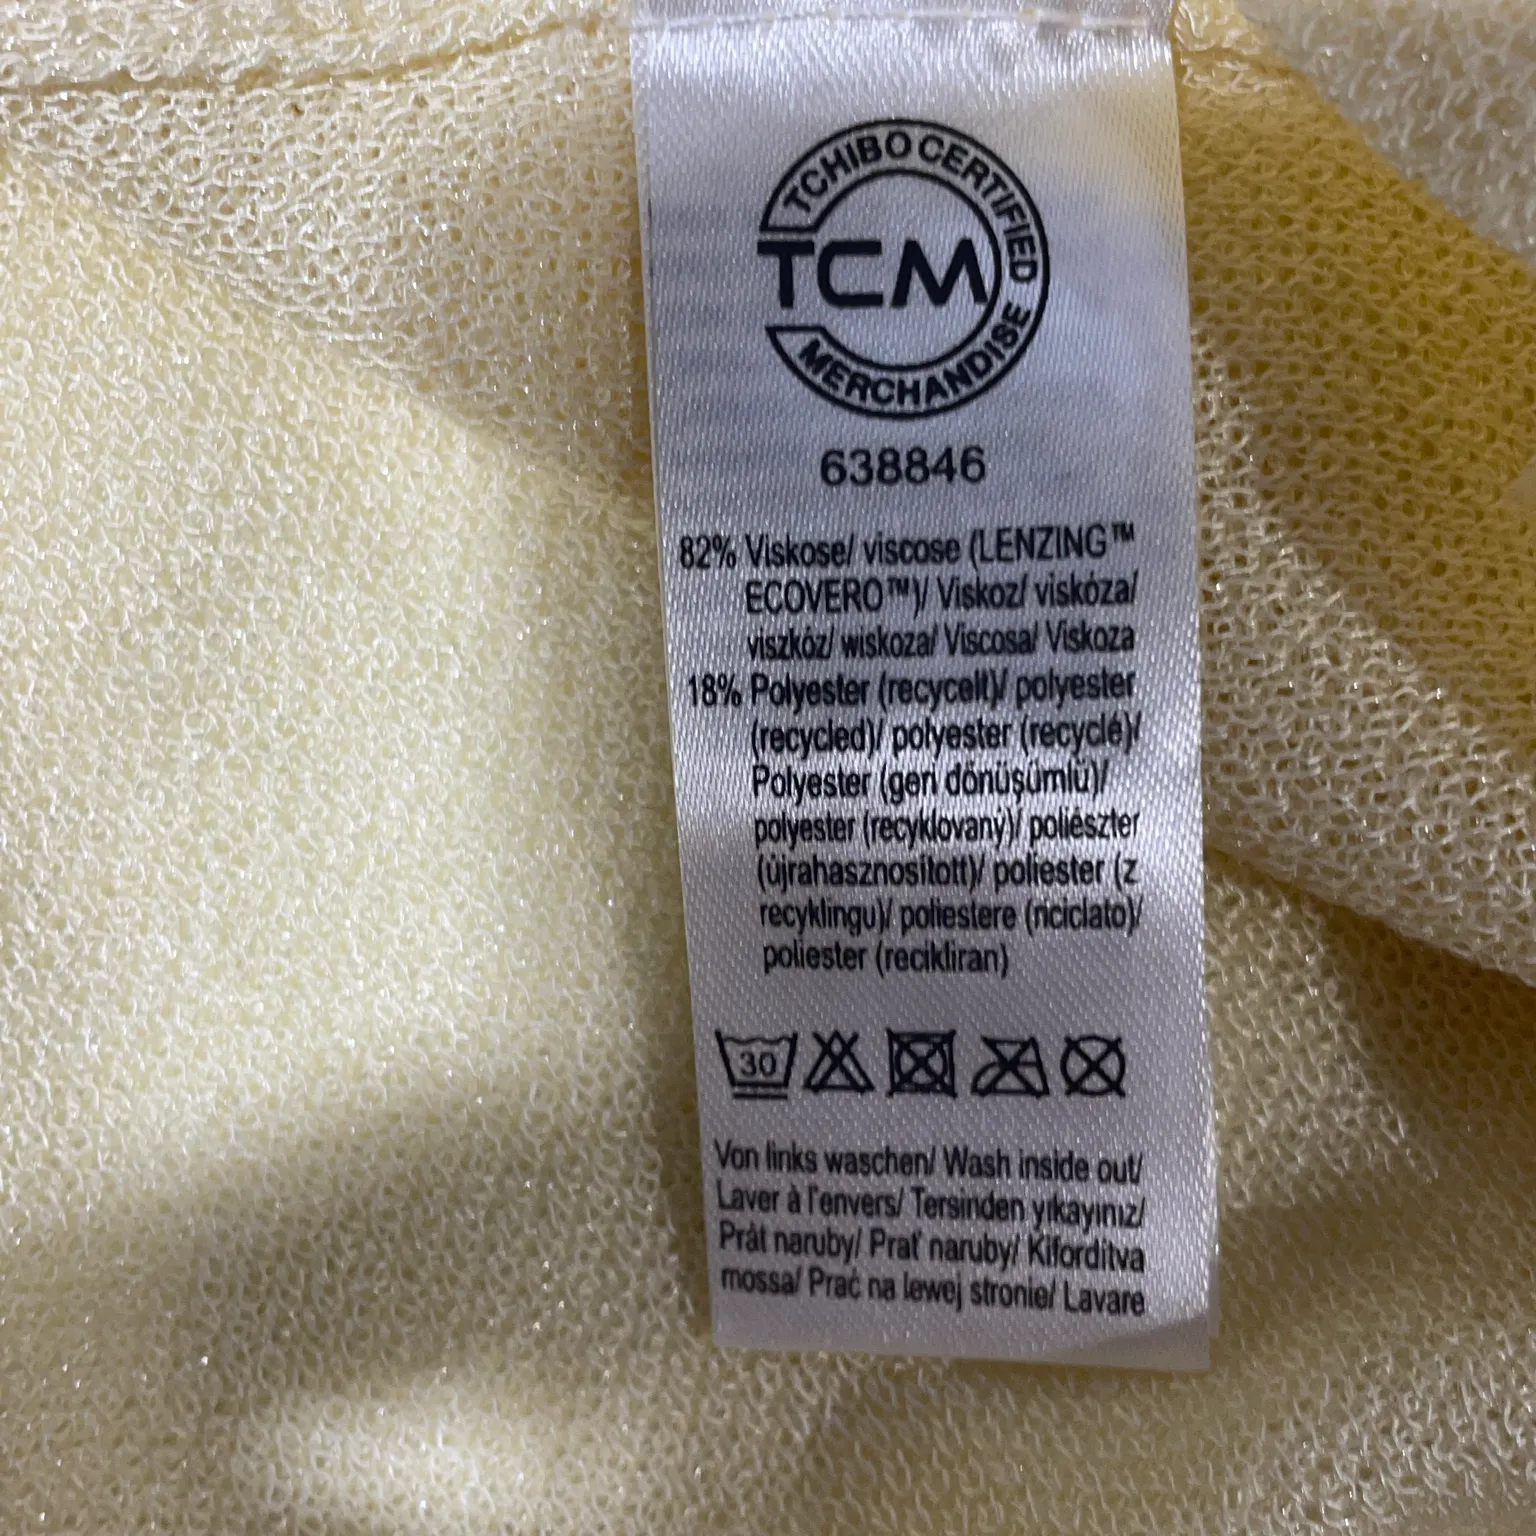 TCHIBO CERTIFIED
TCM
MERCHANDISE
638846
82% Viskose/ viscose (LENZING™
ECOVERO™)/ Viskoz/ viskóza/
viszkóz/ wiskoza/ Viscosa/ Viskoza
18% Polyester (recycelt)/ polyester
(recycled)/ polyester (recyclé)/
Polyester (geri dönüşümlü)/
polyester (recyklovaný)/ poliészter
(újrahasznosított)/ poliester (z
recyklingu)/ poliestere (riciclato)/
poliester (recikliran)
30
Von links waschen/ Wash inside out/
Laver à l'envers/ Tersinden yıkayınız/
Prát naruby/ Prať naruby/ Kifordítva
mossa/ Prać na lewej stronie/ Lavare